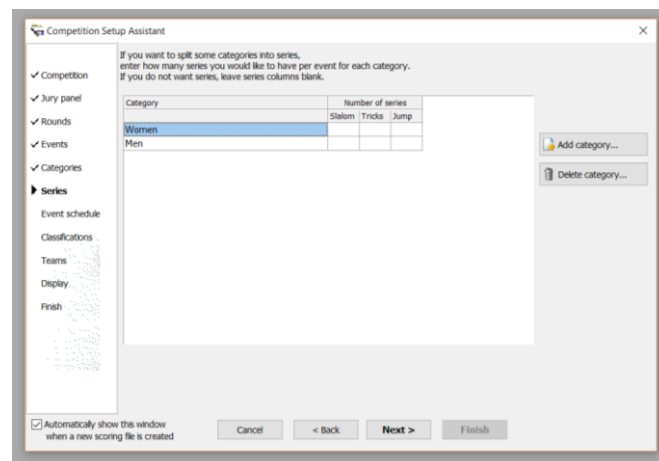 Competition Setup Assistant
If you want to split some categories into series,
enter how many series you would like to have per event for each category.
If you do not want series, leave series columns blank.
Competition
Jury panel
Rounds
Events
Categories
Series
Event schedule
Classifications
Teams
Display
Finish
Category Number of series
Slalom Tricks Jump
Women
Men
Add category...
Delete category...
Automatically show this window
when a new scoring file is created
Cancel < Back Next > Finish